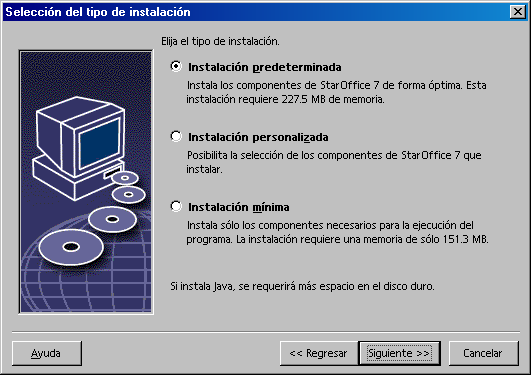 Selección del tipo de instalación
Elija el tipo de instalación.
Instalación predeterminada
Instala los componentes de StarOffice 7 de forma óptima. Esta
instalación requiere 227.5 MB de memoria.
Instalación personalizada
Posibilita la selección de los componentes de StarOffice 7 que
instalar.
Instalación mínima
Instala sólo los componentes necesarios para la ejecución del
programa. La instalación requiere una memoria de sólo 151.3 MB.
Si instala Java, se requerirá más espacio en el disco duro.
Ayuda
<< Regresar
Siguiente >>
Cancelar